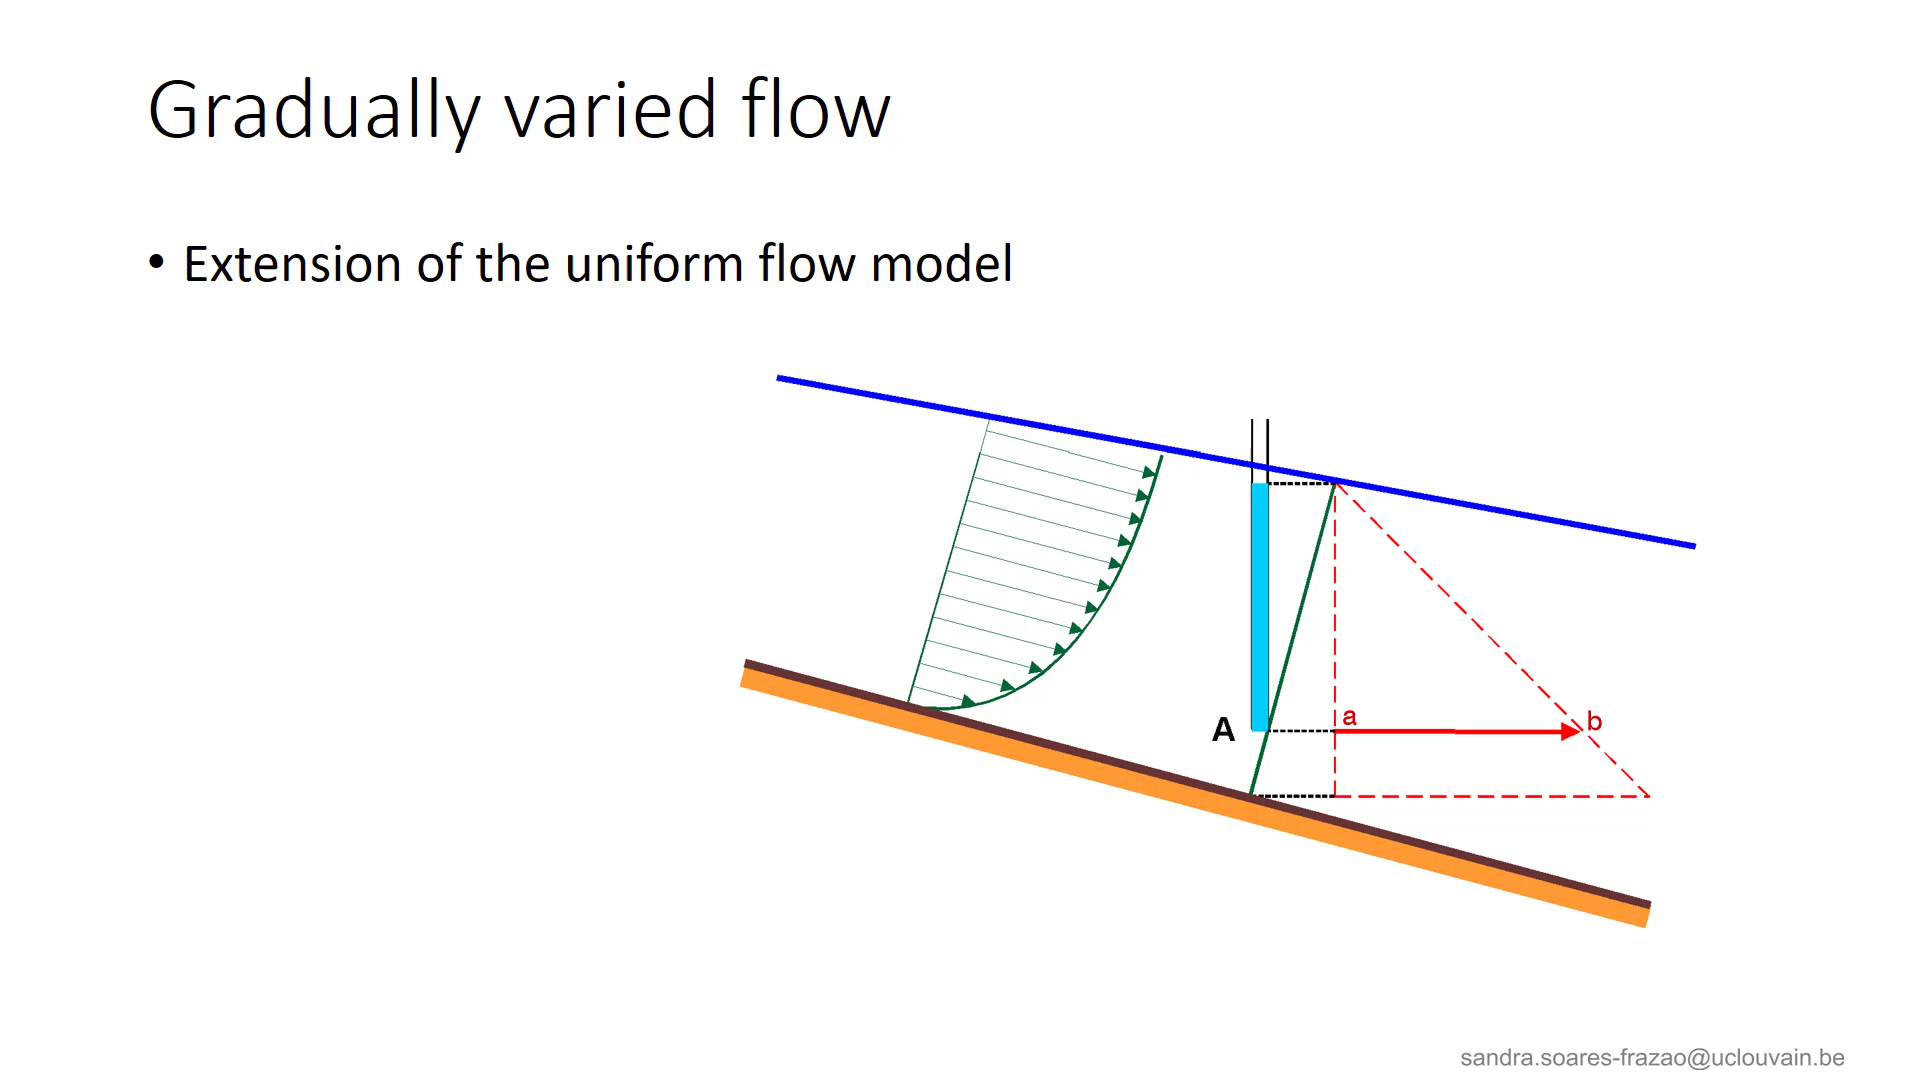 Gradually varied flow
• Extension of the uniform flow model
a
b
A
sandra.soares-frazao@uclouvain.be